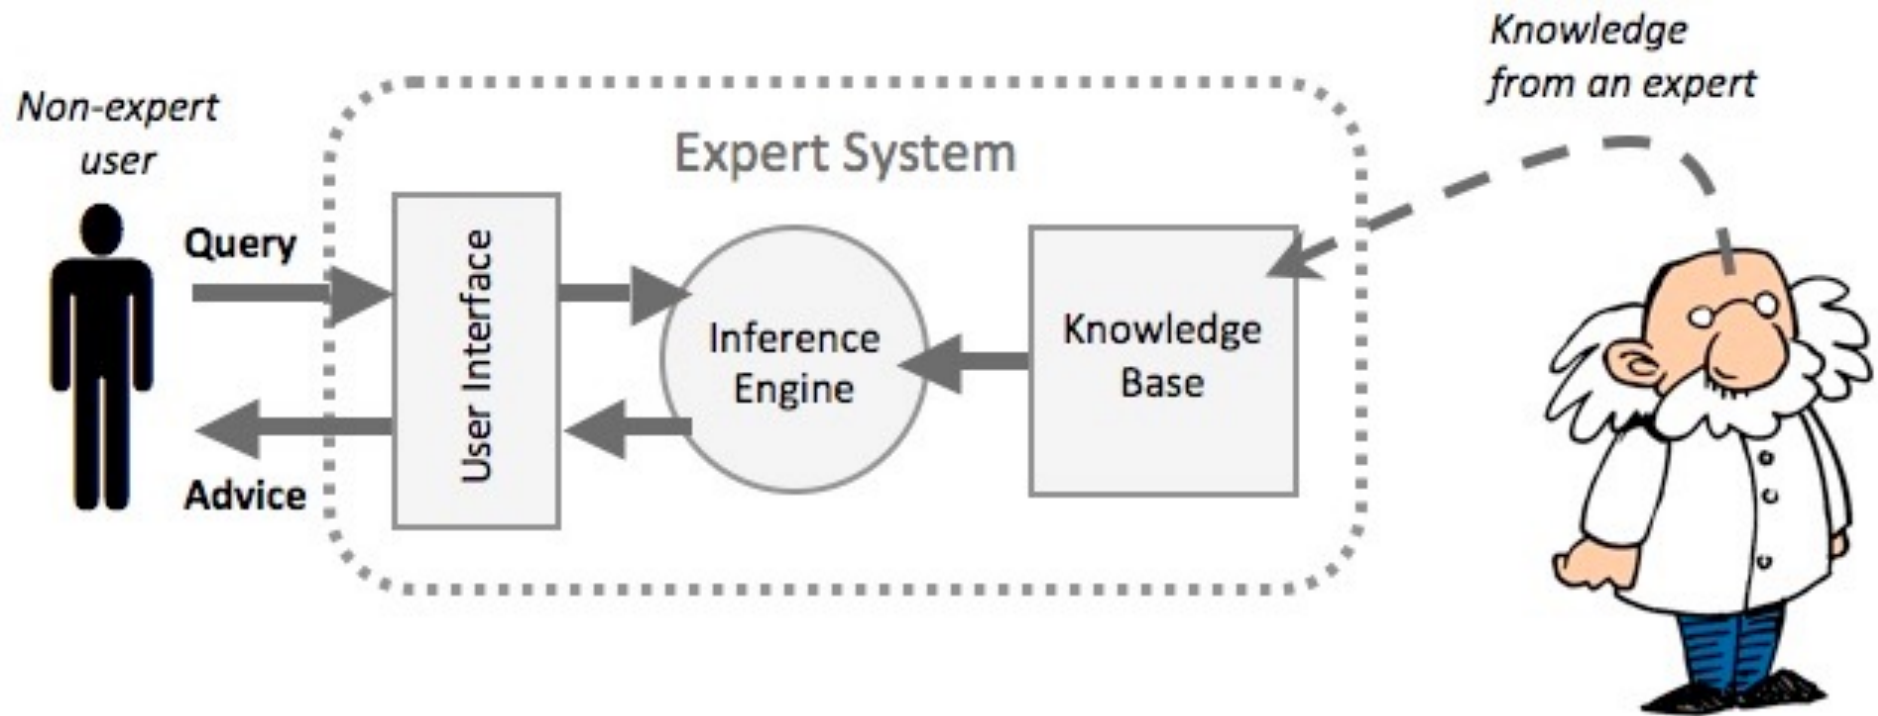 Knowledge
from an expert
Non-expert
user
Expert System
Query
User Interface
Inference
Engine
Knowledge
Base
Advice